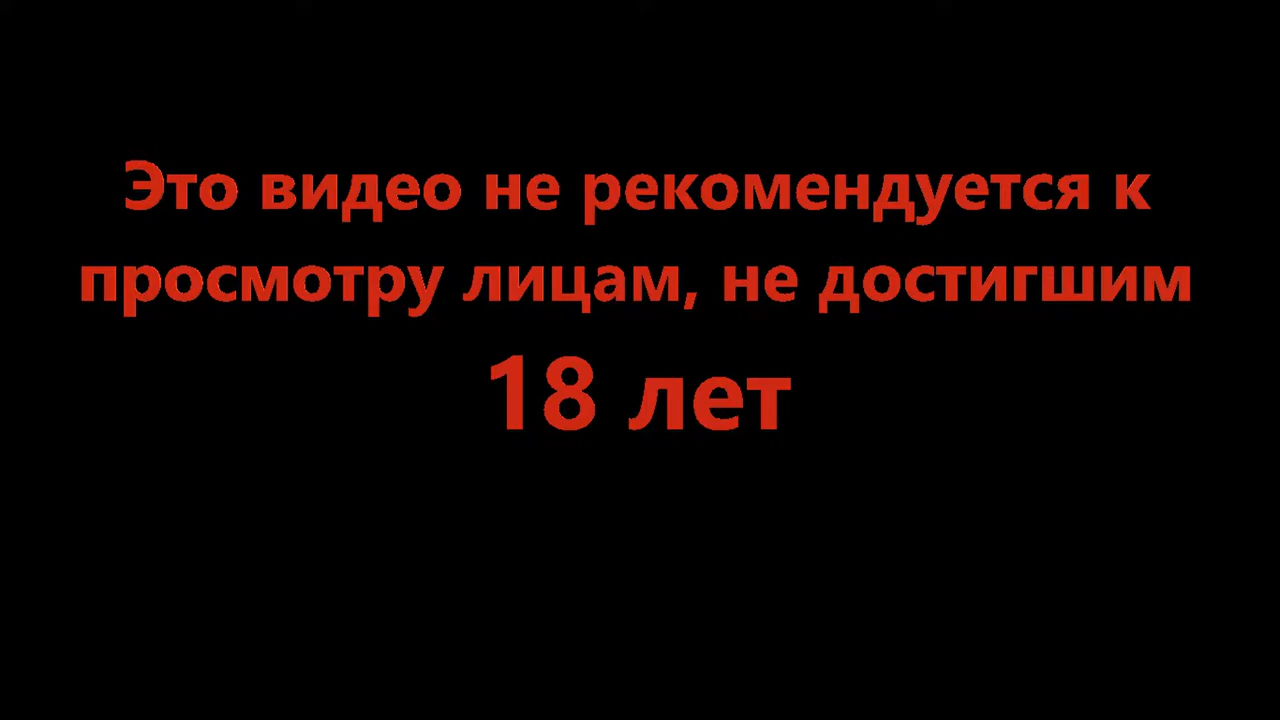 Это видео не рекомендуется к
просмотру лицам, не достигшим
18 лет